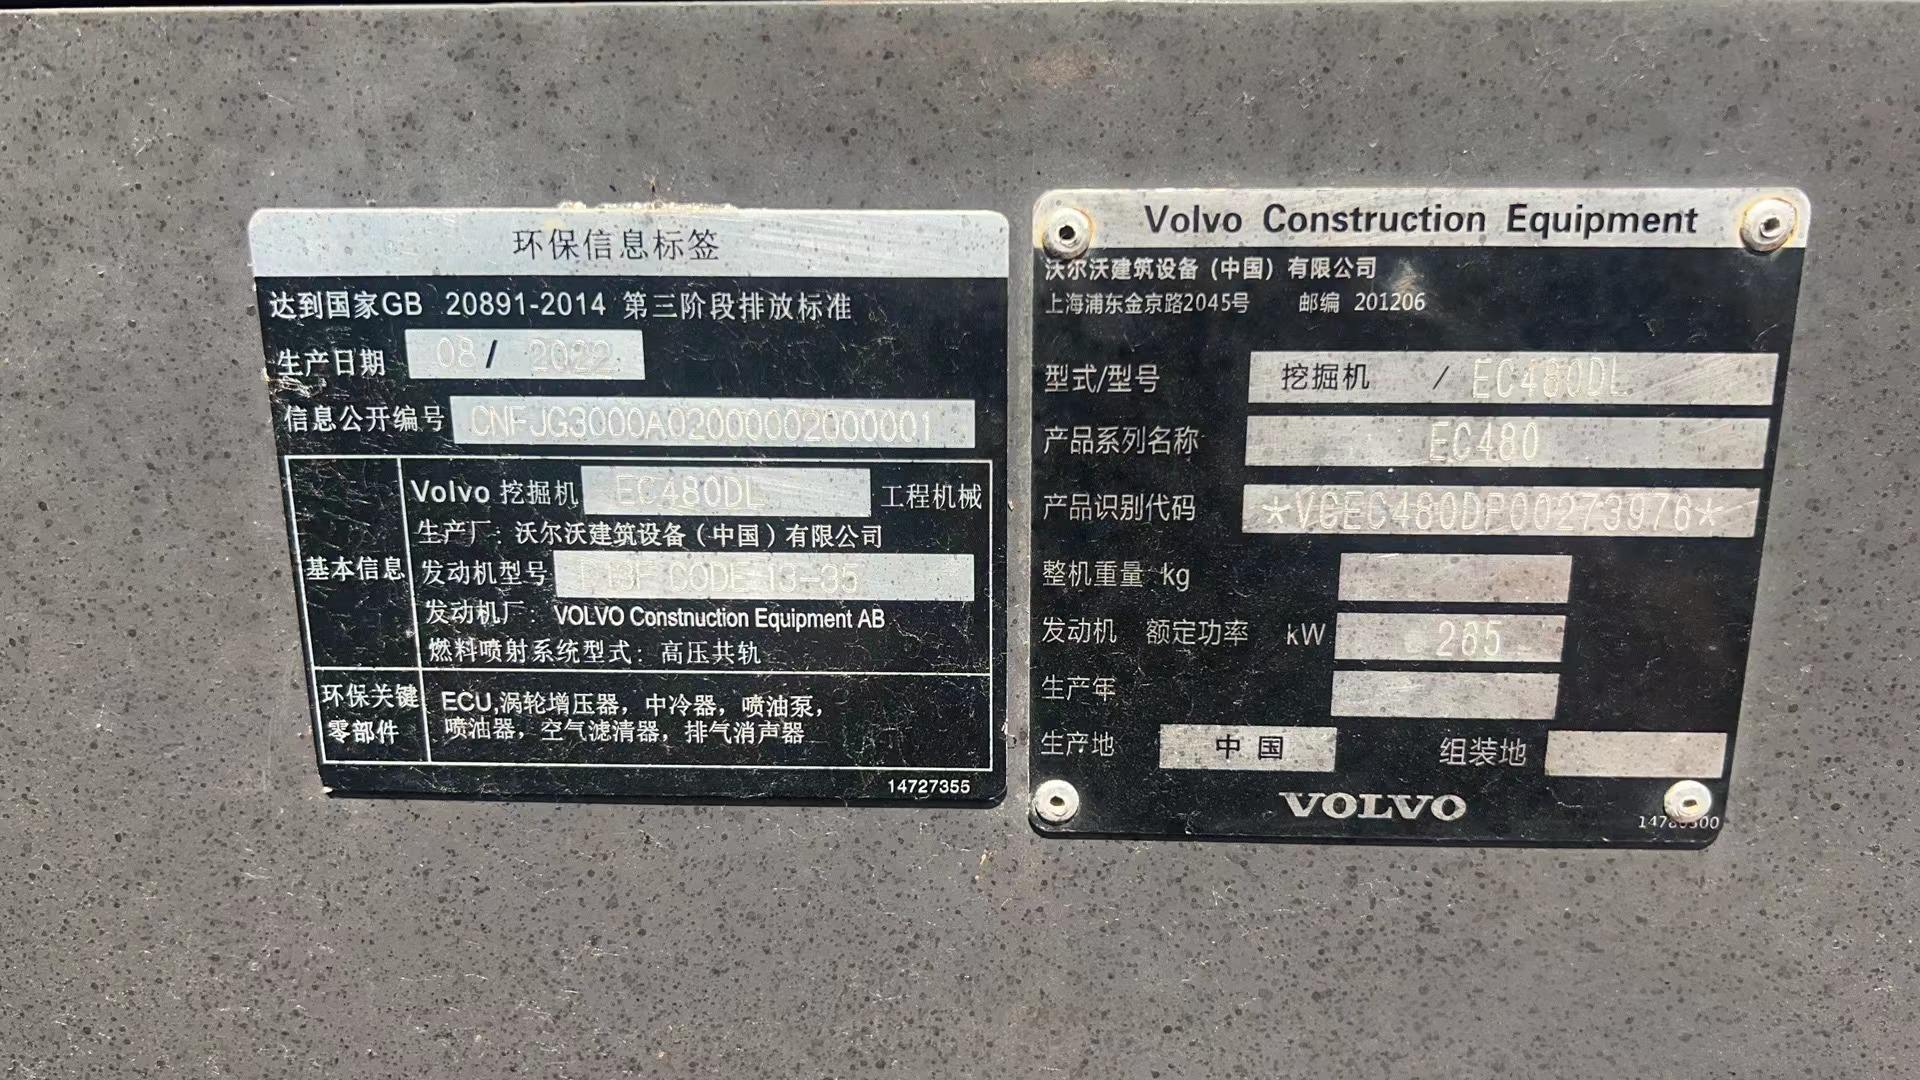 环保信息标签
达到国家GB 20891-2014 第三阶段排放标准
生产日期 08/ 2022
信息公开编号 CNFJG3000A02000002000001
基本信息
Volvo 挖掘机 EC480DL 工程机械
生产厂：沃尔沃建筑设备（中国）有限公司
发动机型号 CODE 13-35
发动机厂：VOLVO Construction Equipment AB
燃料喷射系统型式：高压共轨
环保关键
零部件
ECU,涡轮增压器，中冷器，喷油泵，
喷油器，空气滤清器，排气消声器
14727355
Volvo Construction Equipment
沃尔沃建筑设备（中国）有限公司
上海浦东金京路2045号 邮编 201206
型式/型号 挖掘机 / EC480DL
产品系列名称 EC480
产品识别代码 *VCEC480DP00273976*
整机重量 kg
发动机 额定功率 kW 265
生产年
生产地 中国 组装地
VOLVO